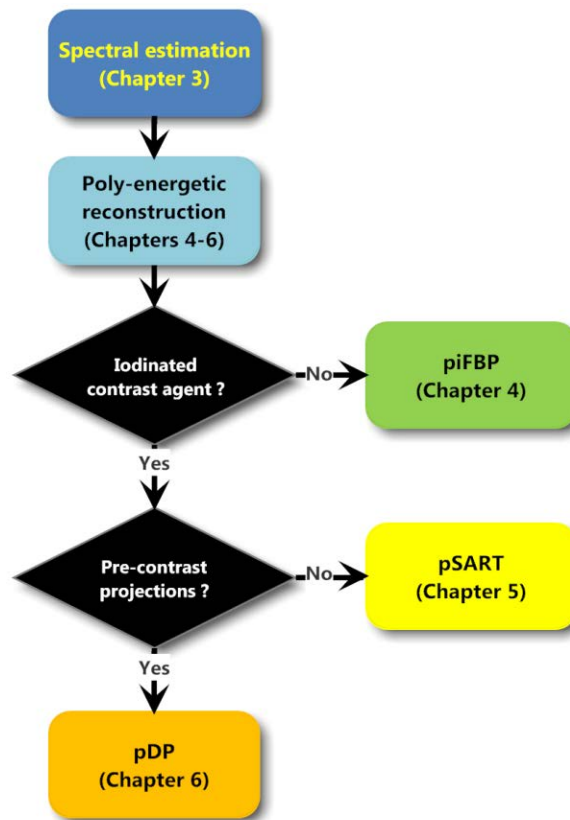 Spectral estimation
(Chapter 3)
Poly-energetic
reconstruction
(Chapters 4-6)
Iodinated
contrast agent ?
No
piFBP
(Chapter 4)
Yes
Pre-contrast
projections ?
No
pSART
(Chapter 5)
Yes
pDP
(Chapter 6)